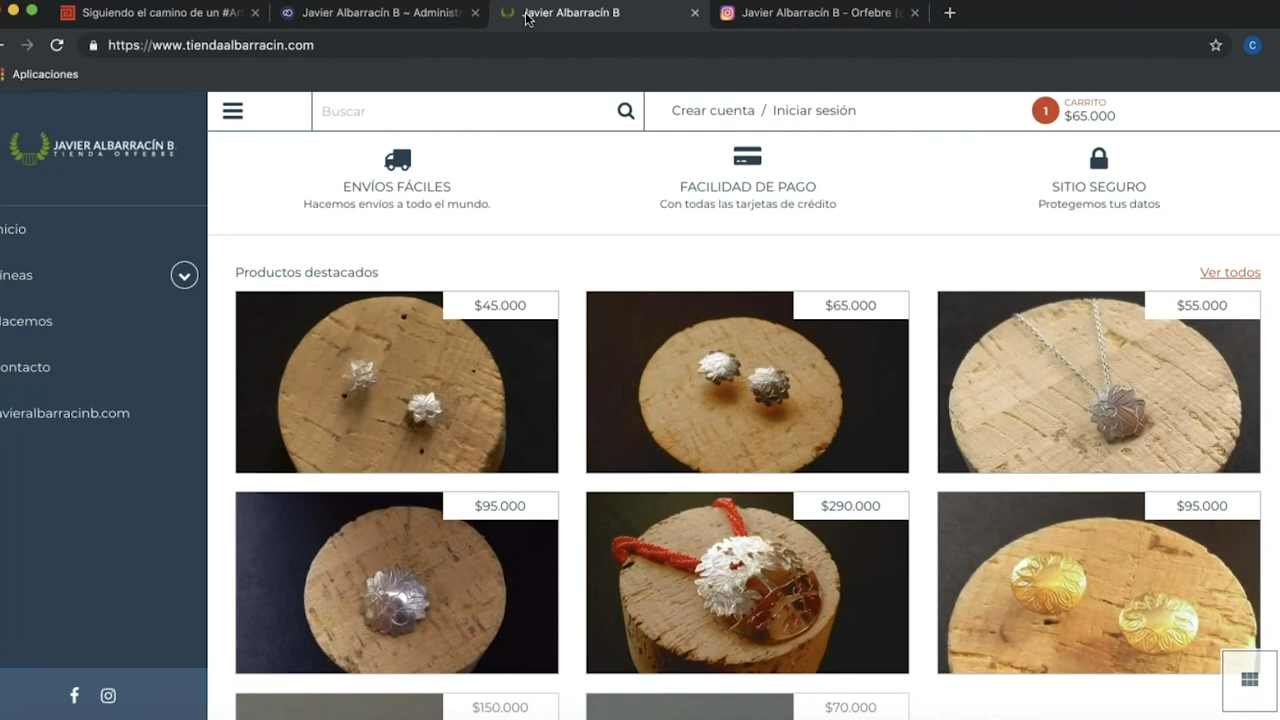 Siguiendo el camino de un #Ar
Javier Albarracín B ~ Administr
Javier Albarracín B
Javier Albarracín B - Orfebre (
https://www.tiendaalbarracin.com
C
Aplicaciones
JAVIER ALBARRACÍN B.
TIENDA ORFEBRE
Buscar
Crear cuenta / Iniciar sesión
1
CARRITO
$65.000
ENVÍOS FÁCILES
Hacemos envíos a todo el mundo.
FACILIDAD DE PAGO
Con todas las tarjetas de crédito
SITIO SEGURO
Protegemos tus datos
nicio
íneas
Hacemos
ontacto
avieralbarracinb.com
Productos destacados
Ver todos
$45.000
$65.000
$55.000
$95.000
$290.000
$95.000
$150.000
$70.000